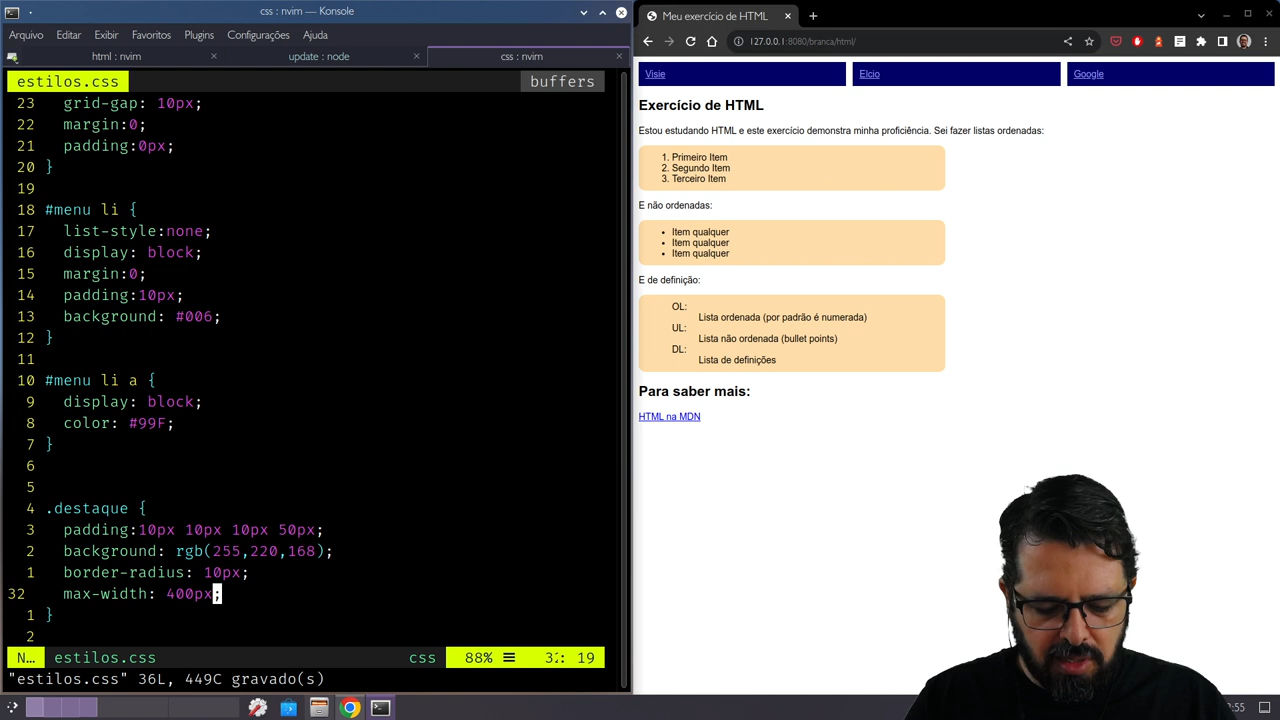 css : nvim — Konsole
Arquivo Editar Exibir Favoritos Plugins Configurações Ajuda
html : nvim
update : node
css : nvim
estilos.css
buffers
23 grid-gap: 10px;
22 margin:0;
21 padding:0px;
20 }
19
18 #menu li {
17 list-style:none;
16 display: block;
15 margin:0;
14 padding:10px;
13 background: #006;
12 }
11
10 #menu li a {
9 display: block;
8 color: #99F;
7 }
6
5
4 .destaque {
3 padding:10px 10px 10px 50px;
2 background: rgb(255,220,168);
1 border-radius: 10px;
32 max-width: 400px;
1 }
2
N… estilos.css css 88% 19
"estilos.css" 36L, 449C gravado(s)
Meu exercício de HTML
127.0.0.1:8080/branca/html/
Visie
Elcio
Google
Exercício de HTML
Estou estudando HTML e este exercício demonstra minha proficiência. Sei fazer listas ordenadas:
1. Primeiro Item
2. Segundo Item
3. Terceiro Item
E não ordenadas:
• Item qualquer
• Item qualquer
• Item qualquer
E de definição:
OL:
Lista ordenada (por padrão é numerada)
UL:
Lista não ordenada (bullet points)
DL:
Lista de definições
Para saber mais:
HTML na MDN
:55